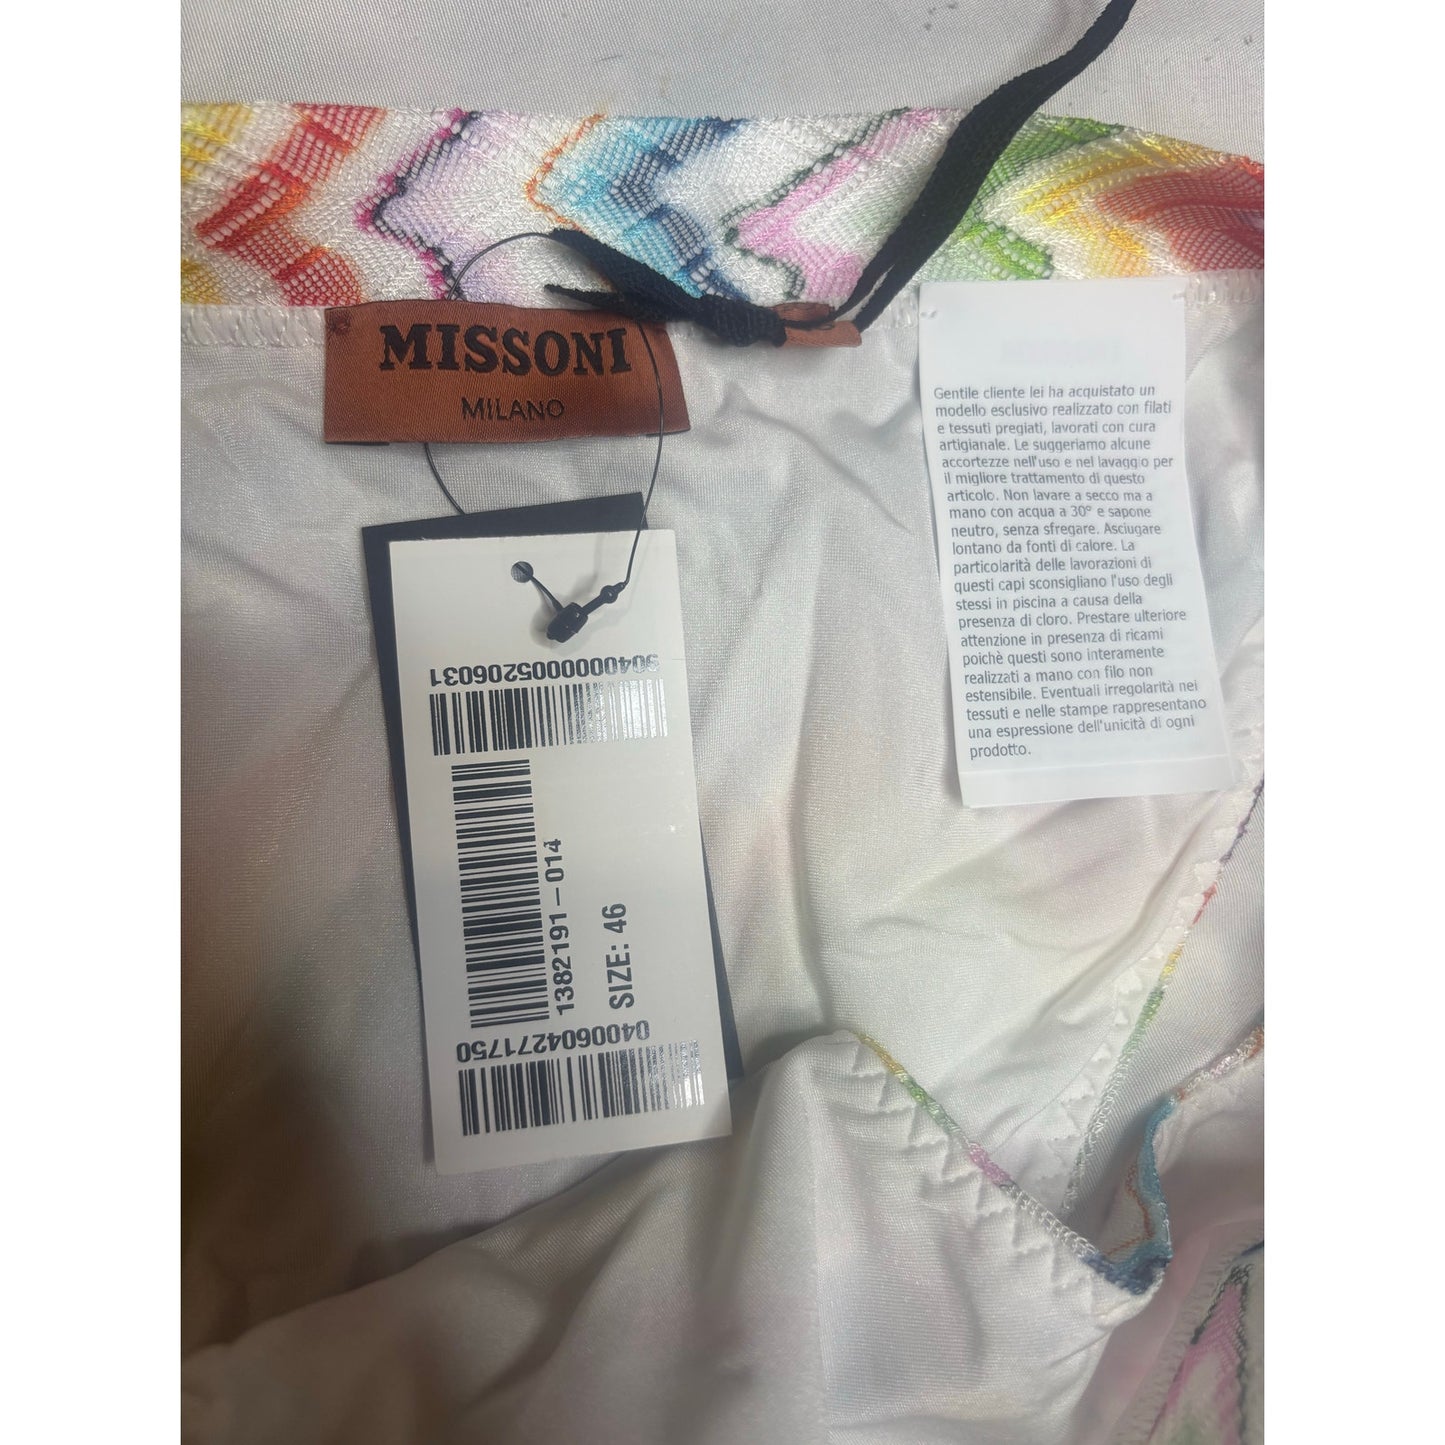 MISSONI
MILANO
9040000005206031
1382191-014
SIZE: 46
0400604271750
Gentile cliente lei ha acquistato un
modello esclusivo realizzato con filati
e tessuti pregiati, lavorati con cura
artigianale. Le suggeriamo alcune
accortezze nell'uso e nel lavaggio per
il migliore trattamento di questo
articolo. Non lavare a secco ma a
mano con acqua a 30° e sapone
neutro, senza sfregare. Asciugare
lontano da fonti di calore. La
particolarità delle lavorazioni di
questi capi sconsigliano l'uso degli
stessi in piscina a causa della
presenza di cloro. Prestare ulteriore
attenzione in presenza di ricami
poichè questi sono interamente
realizzati a mano con filo non
estensibile. Eventuali irregolarità nei
tessuti e nelle stampe rappresentano
una espressione dell'unicità di ogni
prodotto.